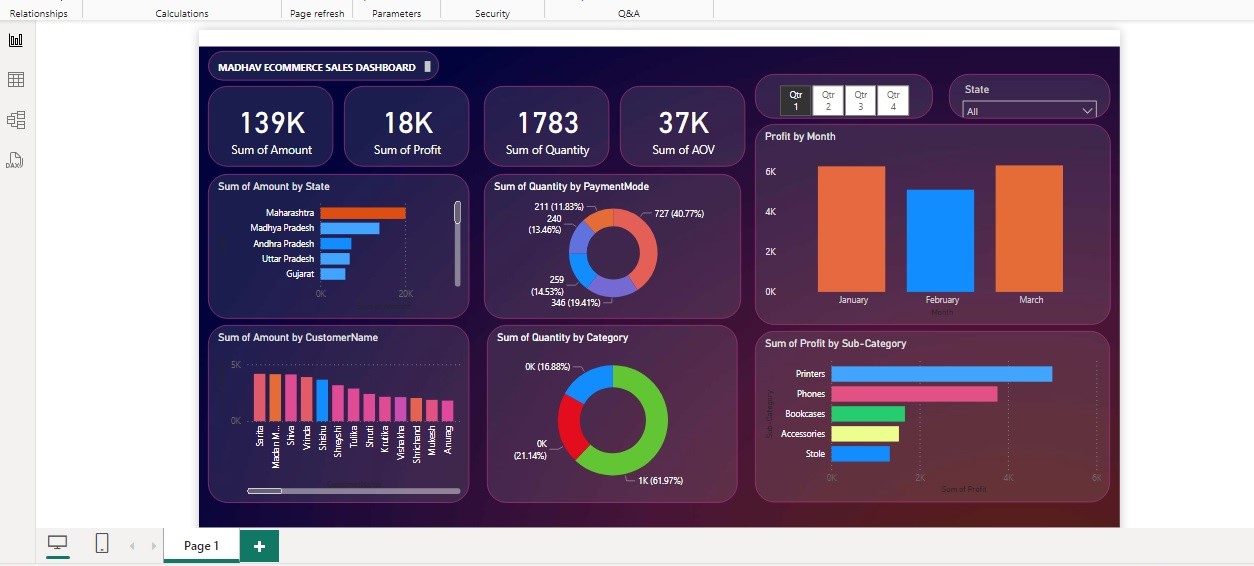 Relationships
Calculations
Page refresh
Parameters
Security
Q&A
MADHAV ECOMMERCE SALES DASHBOARD
139K
Sum of Amount
18K
Sum of Profit
1783
Sum of Quantity
37K
Sum of AOV
Qtr
1
Qtr
2
Qtr
3
Qtr
4
State
All
Sum of Amount by State
Maharashtra
Madhya Pradesh
Andhra Pradesh
Uttar Pradesh
Gujarat
0K
20K
Sum of Quantity by PaymentMode
211 (11.83%)
240
(13.46%)
259
(14.53%)
346 (19.41%)
727 (40.77%)
Profit by Month
6K
4K
2K
0K
January
February
March
Month
Sum of Amount by CustomerName
5K
0K
Sarita
Madan M...
Shiva
Vrinda
Shishu
Shreyshi
Tulika
Shruti
Krutika
Vishakha
Shrichand
Mukesh
Anurag
Sum of Quantity by Category
0K (16.88%)
0K
(21.14%)
1K (61.97%)
Sum of Profit by Sub-Category
Sub-Category
Printers
Phones
Bookcases
Accessories
Stole
0K
2K
4K
6K
Sum of Profit
DAX
Page 1